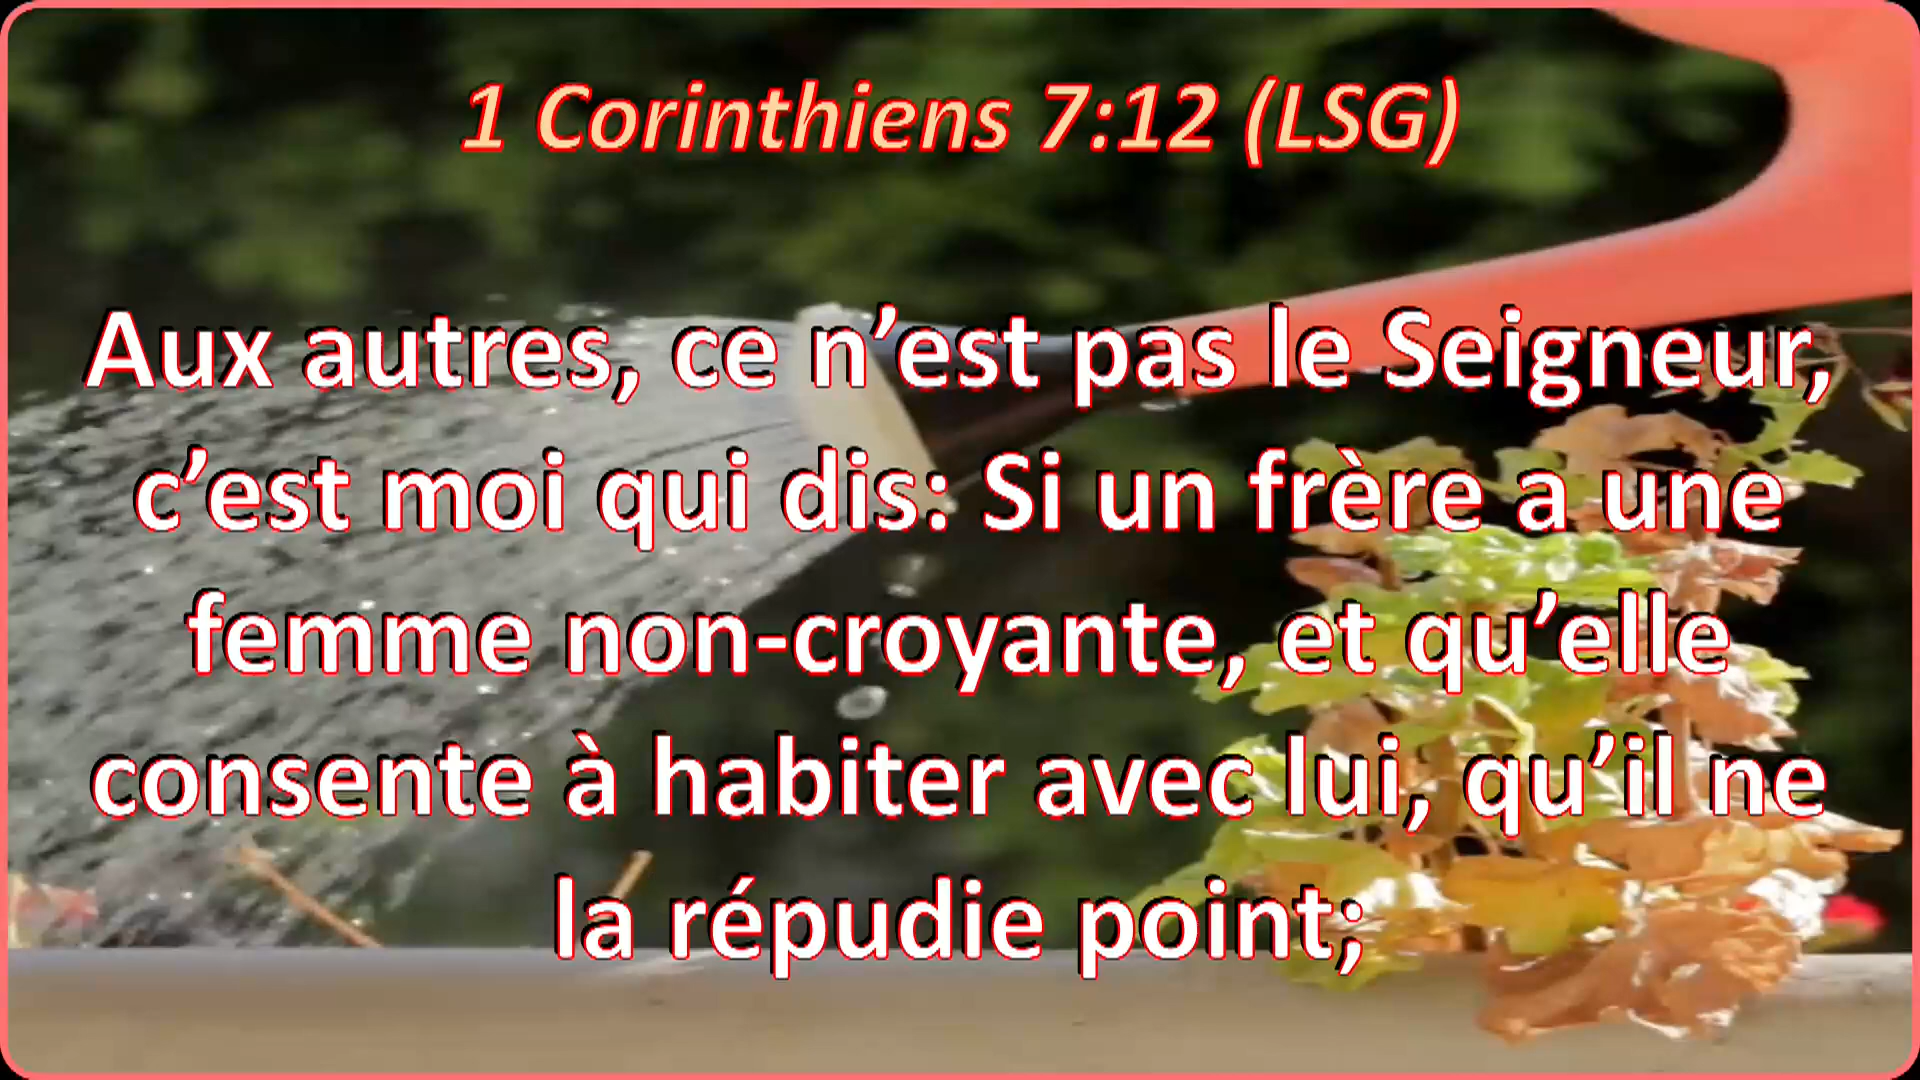 1 Corinthiens 7:12 (LSG)
Aux autres, ce n’est pas le Seigneur,
c’est moi qui dis: Si un frère a une
femme non-croyante, et qu’elle
consente à habiter avec lui, qu’il ne
la répudie point;